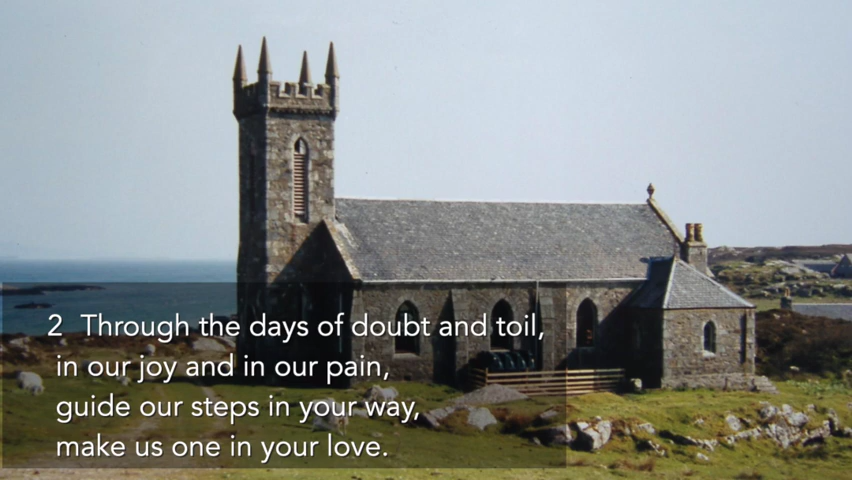 2 Through the days of doubt and toil,
in our joy and in our pain,
guide our steps in your way,
make us one in your love.